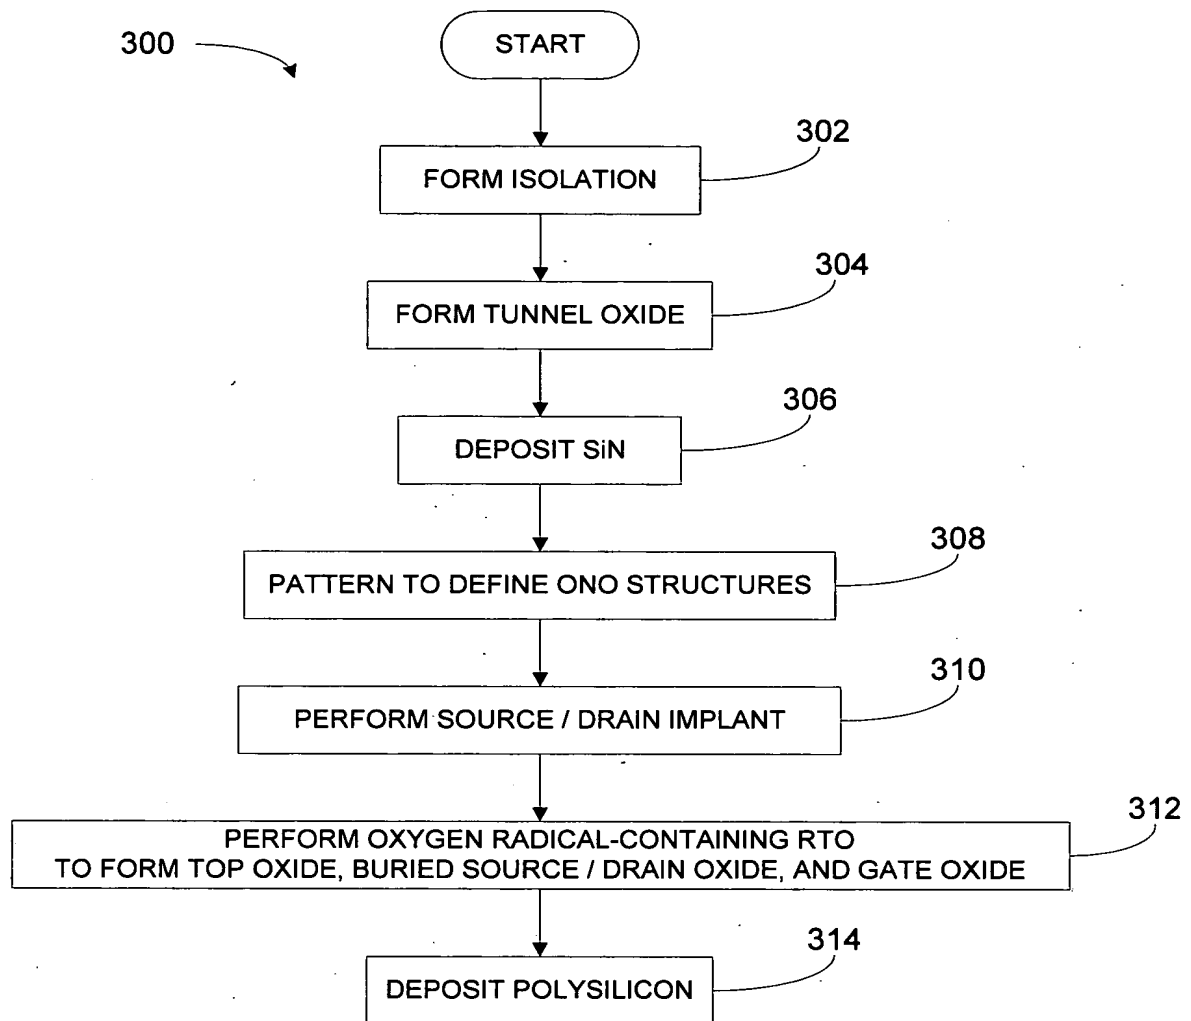 300
START
302
FORM ISOLATION
304
FORM TUNNEL OXIDE
306
DEPOSIT SiN
308
PATTERN TO DEFINE ONO STRUCTURES
310
PERFORM SOURCE / DRAIN IMPLANT
312
PERFORM OXYGEN RADICAL-CONTAINING RTO
TO FORM TOP OXIDE, BURIED SOURCE / DRAIN OXIDE, AND GATE OXIDE
314
DEPOSIT POLYSILICON